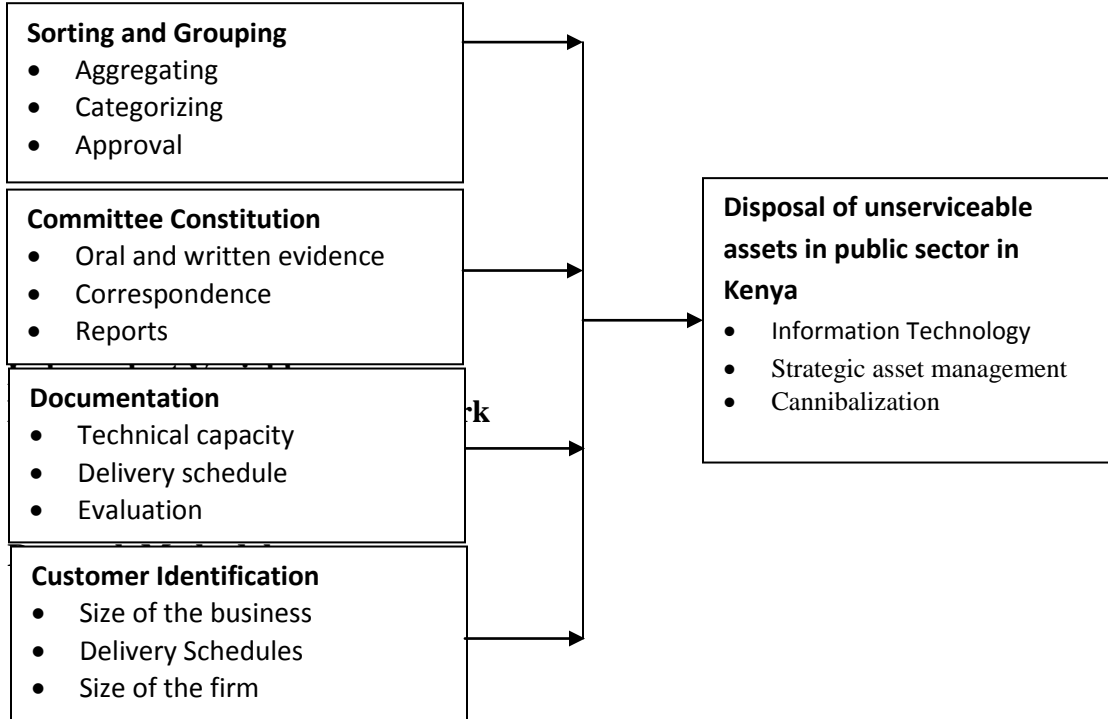 Sorting and Grouping
• Aggregating
• Categorizing
• Approval
Committee Constitution
• Oral and written evidence
• Correspondence
• Reports
rk
Documentation
• Technical capacity
• Delivery schedule
• Evaluation
Customer Identification
• Size of the business
• Delivery Schedules
• Size of the firm
Disposal of unserviceable
assets in public sector in
Kenya
• Information Technology
• Strategic asset management
• Cannibalization